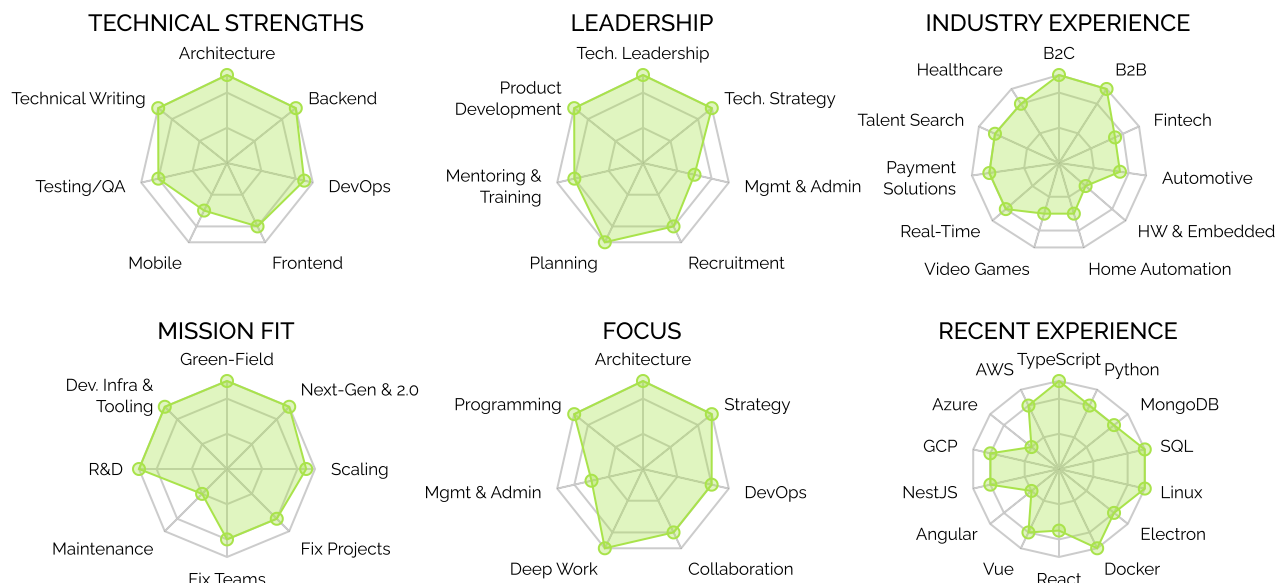 TECHNICAL STRENGTHS
Architecture
Technical Writing
Backend
Testing/QA
DevOps
Mobile
Frontend
LEADERSHIP
Tech. Leadership
Product
Development
Tech. Strategy
Mentoring &
Training
Mgmt & Admin
Planning
Recruitment
INDUSTRY EXPERIENCE
B2C
Healthcare
B2B
Talent Search
Fintech
Payment
Solutions
Automotive
Real-Time
HW & Embedded
Video Games
Home Automation
MISSION FIT
Green-Field
Dev. Infra &
Tooling
Next-Gen & 2.0
R&D
Scaling
Maintenance
Fix Projects
Fix Teams
FOCUS
Architecture
Programming
Strategy
Mgmt & Admin
DevOps
Deep Work
Collaboration
RECENT EXPERIENCE
TypeScript
AWS
Python
Azure
MongoDB
GCP
SQL
NestJS
Linux
Angular
Electron
Vue
Docker
React